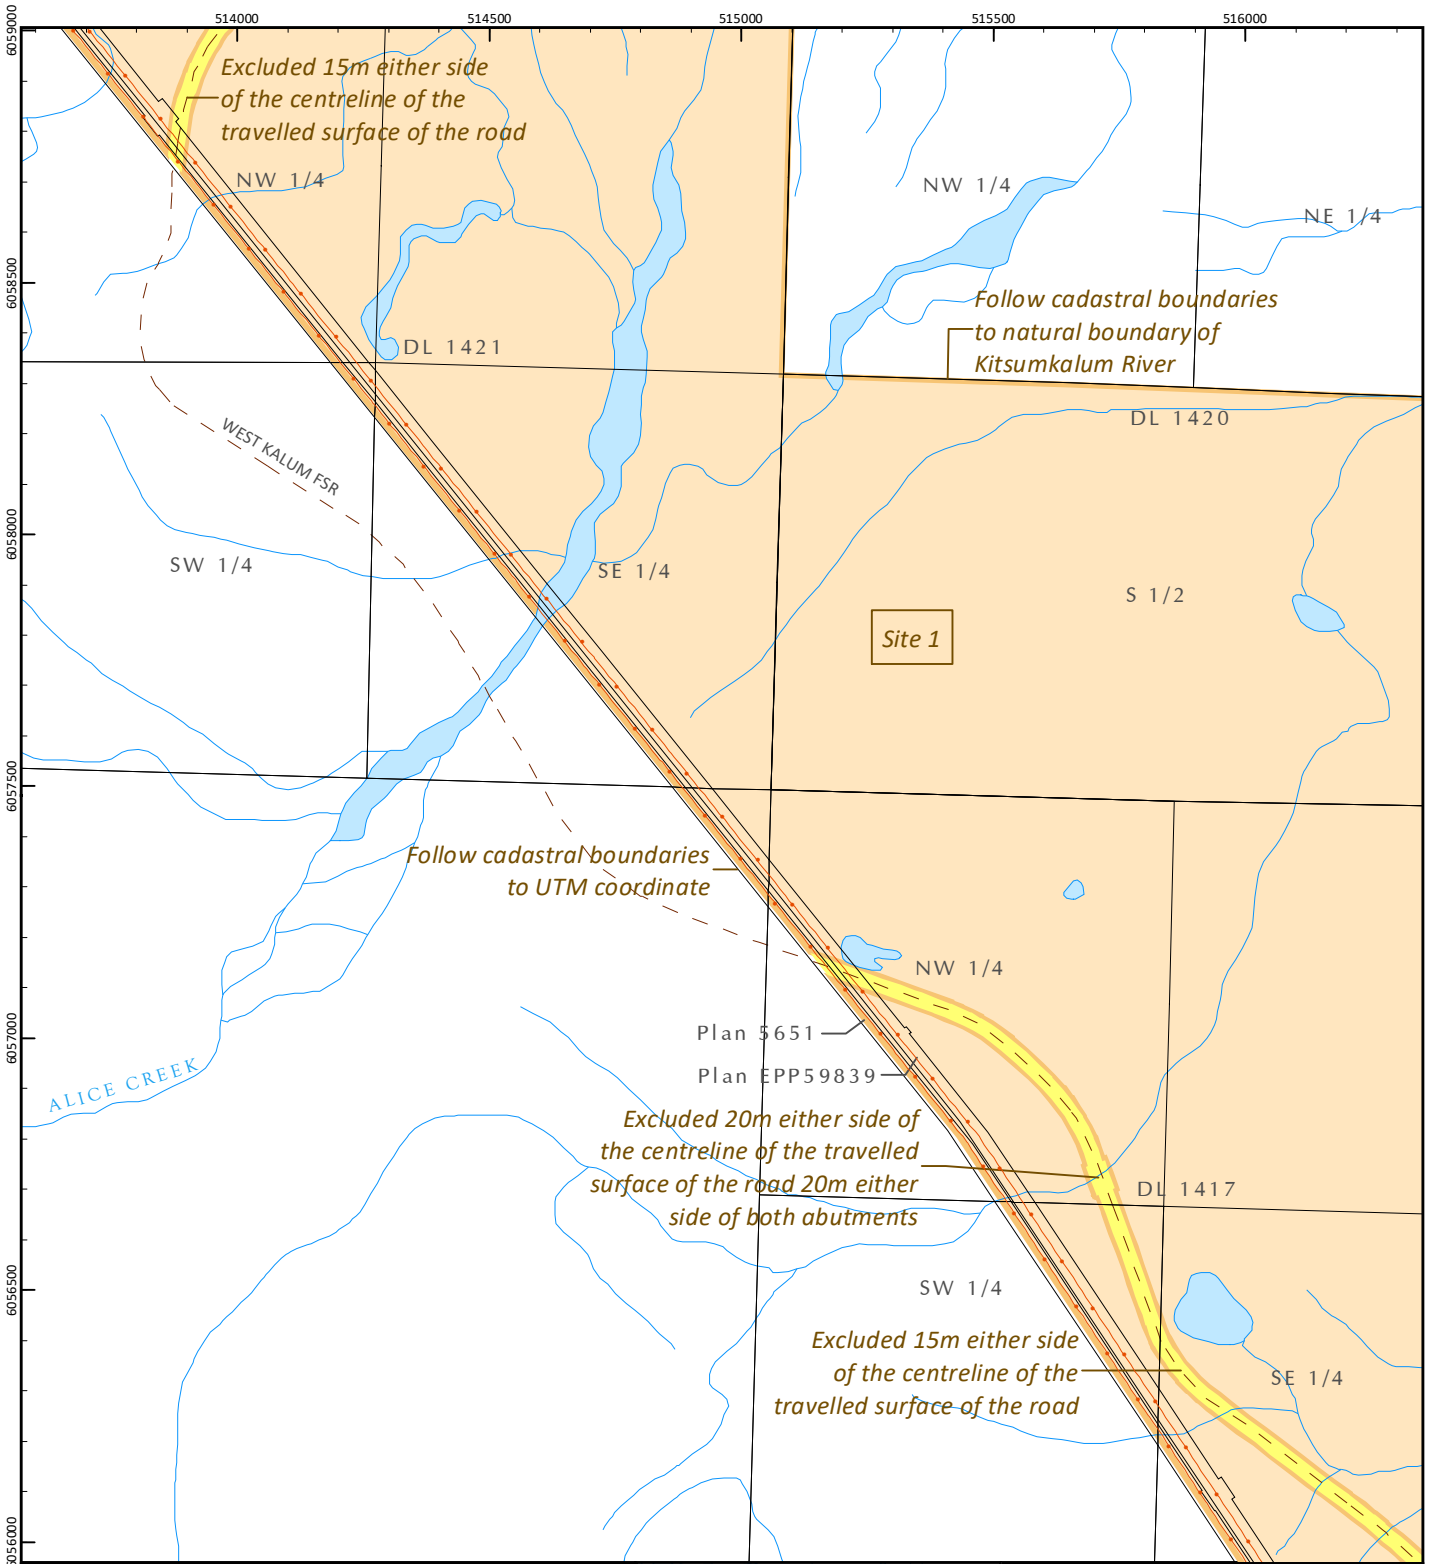 514000
514500
515000
515500
516000
6059000
6058500
6058000
6057500
6057000
6056500
6056000
Excluded 15m either side
of the centreline of the
travelled surface of the road
NW 1/4
NW 1/4
NE 1/4
Follow cadastral boundaries
to natural boundary of
Kitsumkalum River
DL 1421
DL 1420
WEST KALUM FSR
SW 1/4
SE 1/4
S 1/2
Site 1
Follow cadastral boundaries
to UTM coordinate
NW 1/4
Plan 5651
Plan EPP59839
ALICE CREEK
Excluded 20m either side of
the centreline of the travelled
surface of the road 20m either
side of both abutments
DL 1417
SW 1/4
Excluded 15m either side
of the centreline of the
travelled surface of the road
SE 1/4